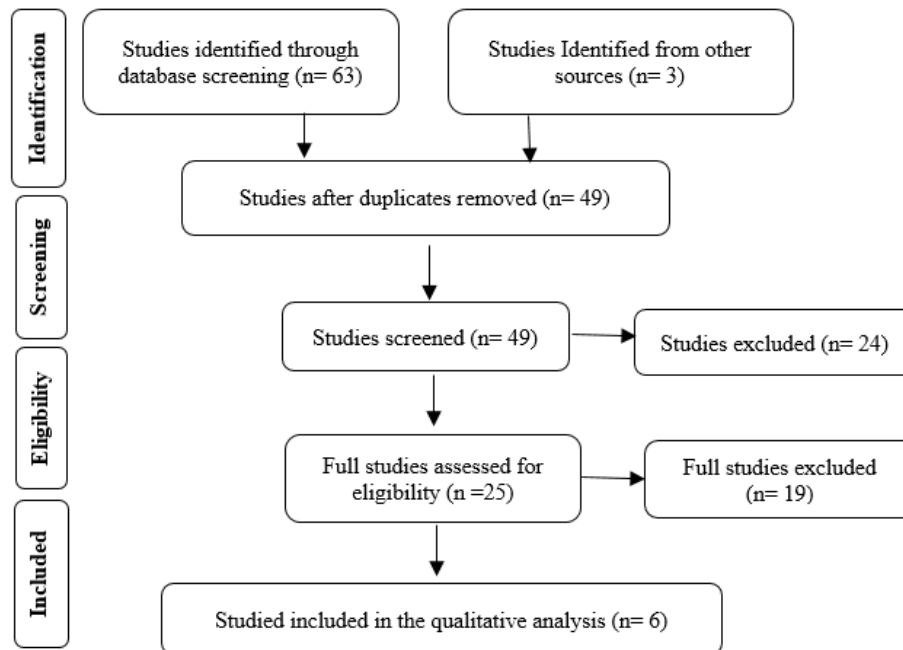 Identification
Studies identified through
database screening (n= 63)
Studies Identified from other
sources (n= 3)
Studies after duplicates removed (n= 49)
Screening
Studies screened (n= 49)
Studies excluded (n= 24)
Eligibility
Full studies assessed for
eligibility (n =25)
Full studies excluded
(n= 19)
Included
Studied included in the qualitative analysis (n= 6)